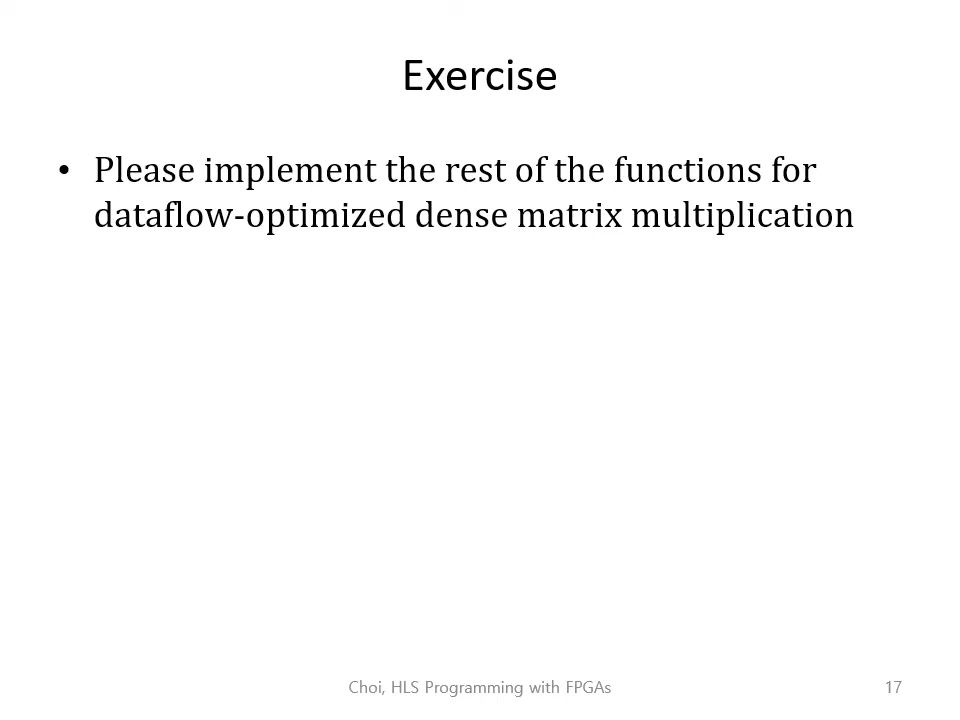 Exercise
• Please implement the rest of the functions for
dataflow-optimized dense matrix multiplication
Choi, HLS Programming with FPGAs
17